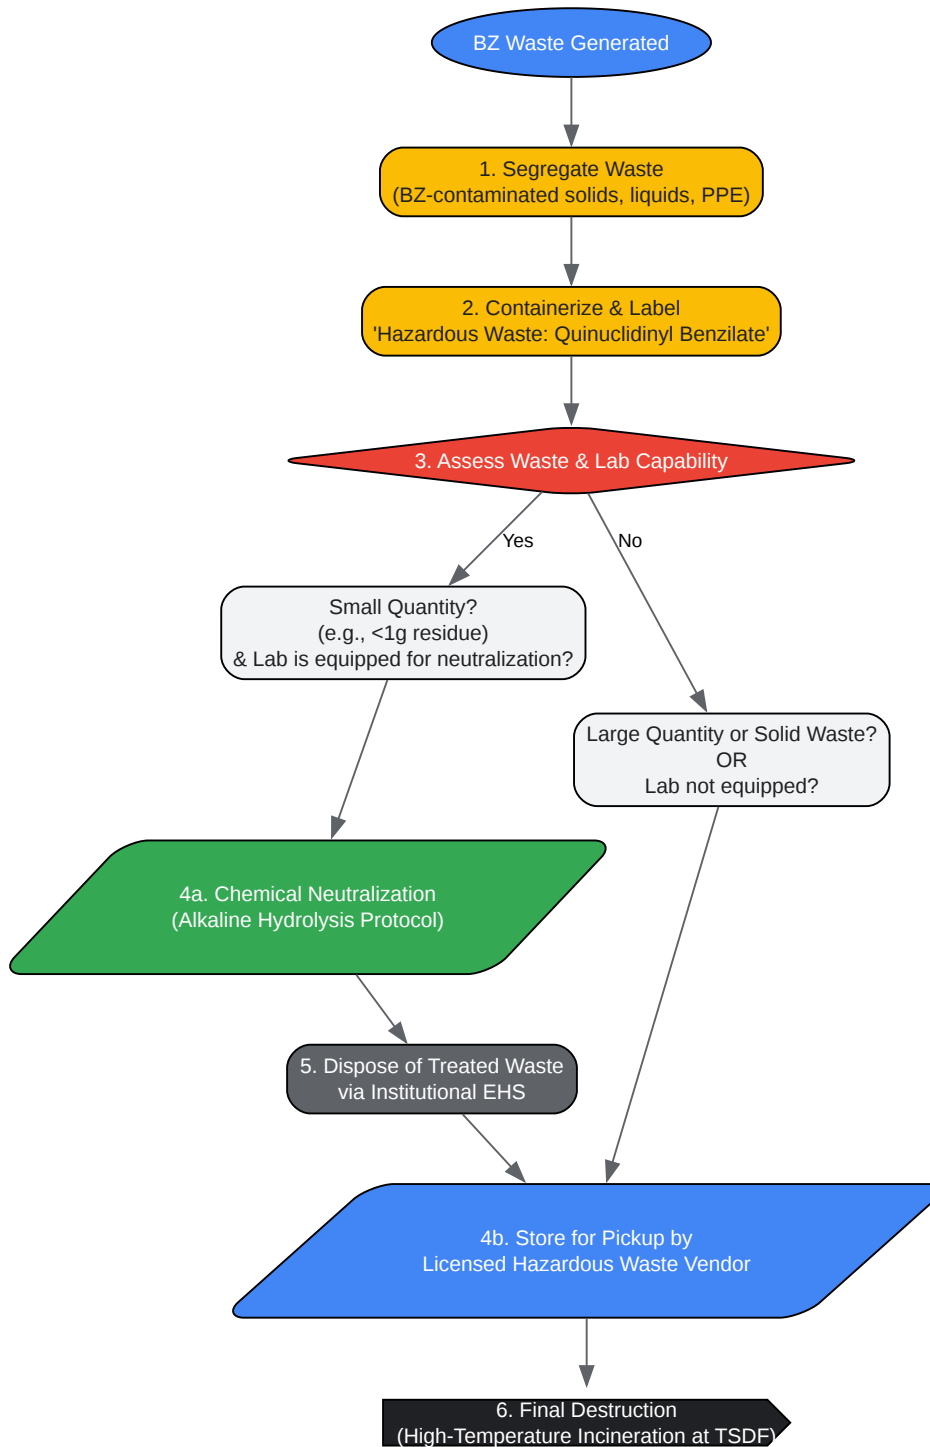 BZ Waste Generated
1. Segregate Waste
(BZ-contaminated solids, liquids, PPE)
2. Containerize & Label
'Hazardous Waste: Quinuclidinyl Benzilate'
3. Assess Waste & Lab Capability
Yes
No
Small Quantity?
(e.g., <1g residue)
& Lab is equipped for neutralization?
Large Quantity or Solid Waste?
OR
Lab not equipped?
4a. Chemical Neutralization
(Alkaline Hydrolysis Protocol)
5. Dispose of Treated Waste
via Institutional EHS
4b. Store for Pickup by
Licensed Hazardous Waste Vendor
6. Final Destruction
(High-Temperature Incineration at TSDF)